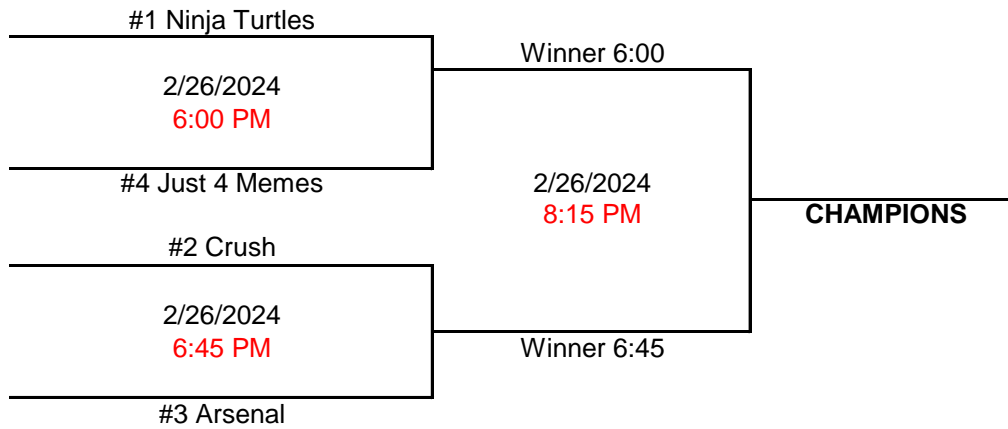 #1 Ninja Turtles
2/26/2024
6:00 PM
#4 Just 4 Memes
#2 Crush
2/26/2024
6:45 PM
#3 Arsenal
Winner 6:00
2/26/2024
8:15 PM
Winner 6:45
CHAMPIONS